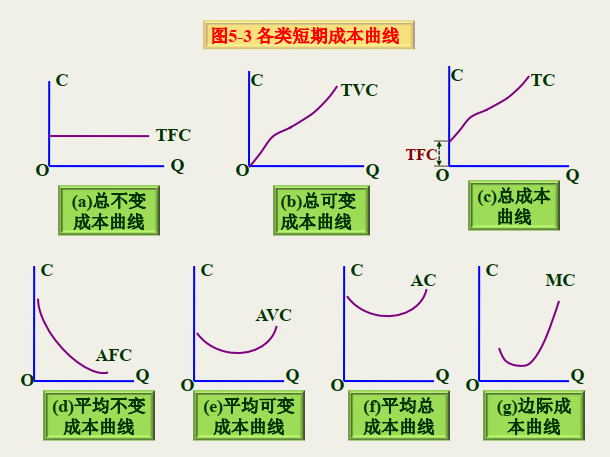 图5-3 各类短期成本曲线
C
TFC
O
Q
(a)总不变
成本曲线
C
TVC
O
Q
(b)总可变
成本曲线
C
TC
TFC
O
Q
(c)总成本
曲线
C
AFC
O
Q
(d)平均不变
成本曲线
C
AVC
O
Q
(e)平均可变
成本曲线
C
AC
O
Q
(f)平均总
成本曲线
C
MC
O
Q
(g)边际成
本曲线